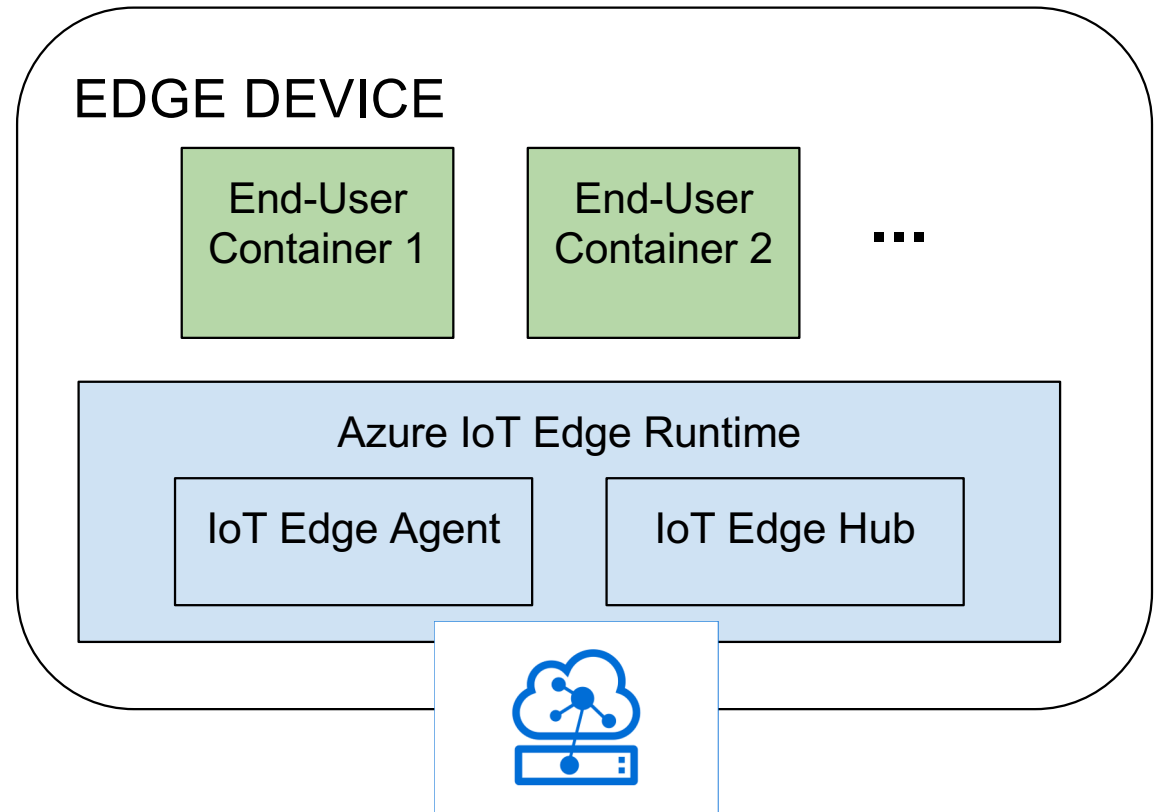 EDGE DEVICE
End-User
Container 1
End-User
Container 2
...
Azure IoT Edge Runtime
IoT Edge Agent
IoT Edge Hub